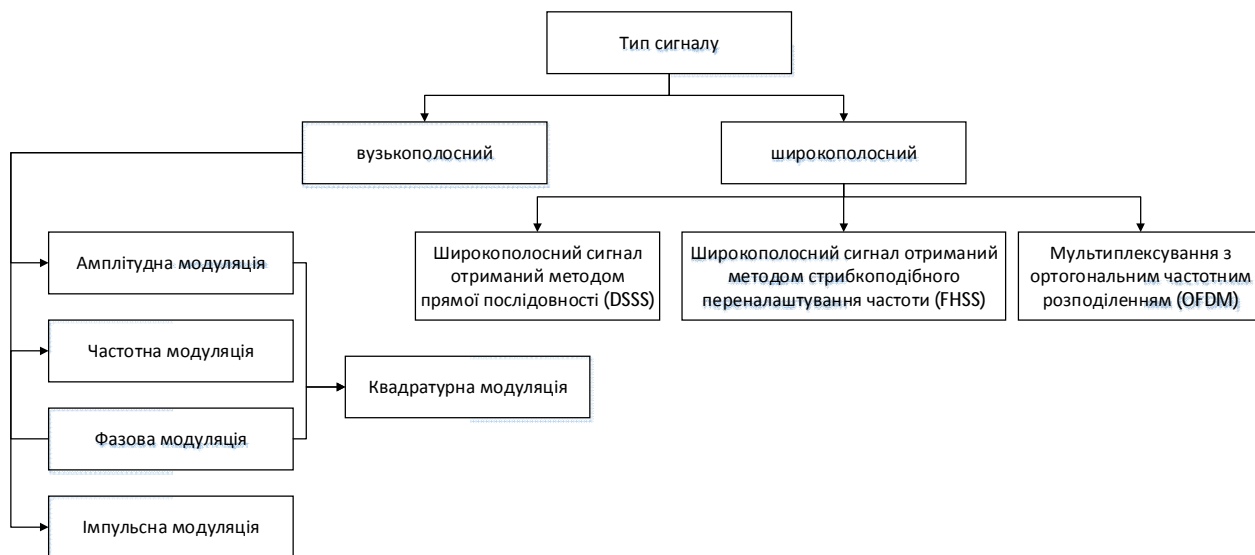 Тип сигналу
вузькополосний
широкополосний
Широкополосний сигнал
отриманий методом
прямої послідовності (DSSS)
Широкополосний сигнал отриманий
методом стрибкоподібного
переналаштування частоти (FHSS)
Мультиплексування з
ортогональним частотним
розподіленням (OFDM)
Амплітудна модуляція
Частотна модуляція
Квадратурна модуляція
Фазова модуляція
Імпульсна модуляція